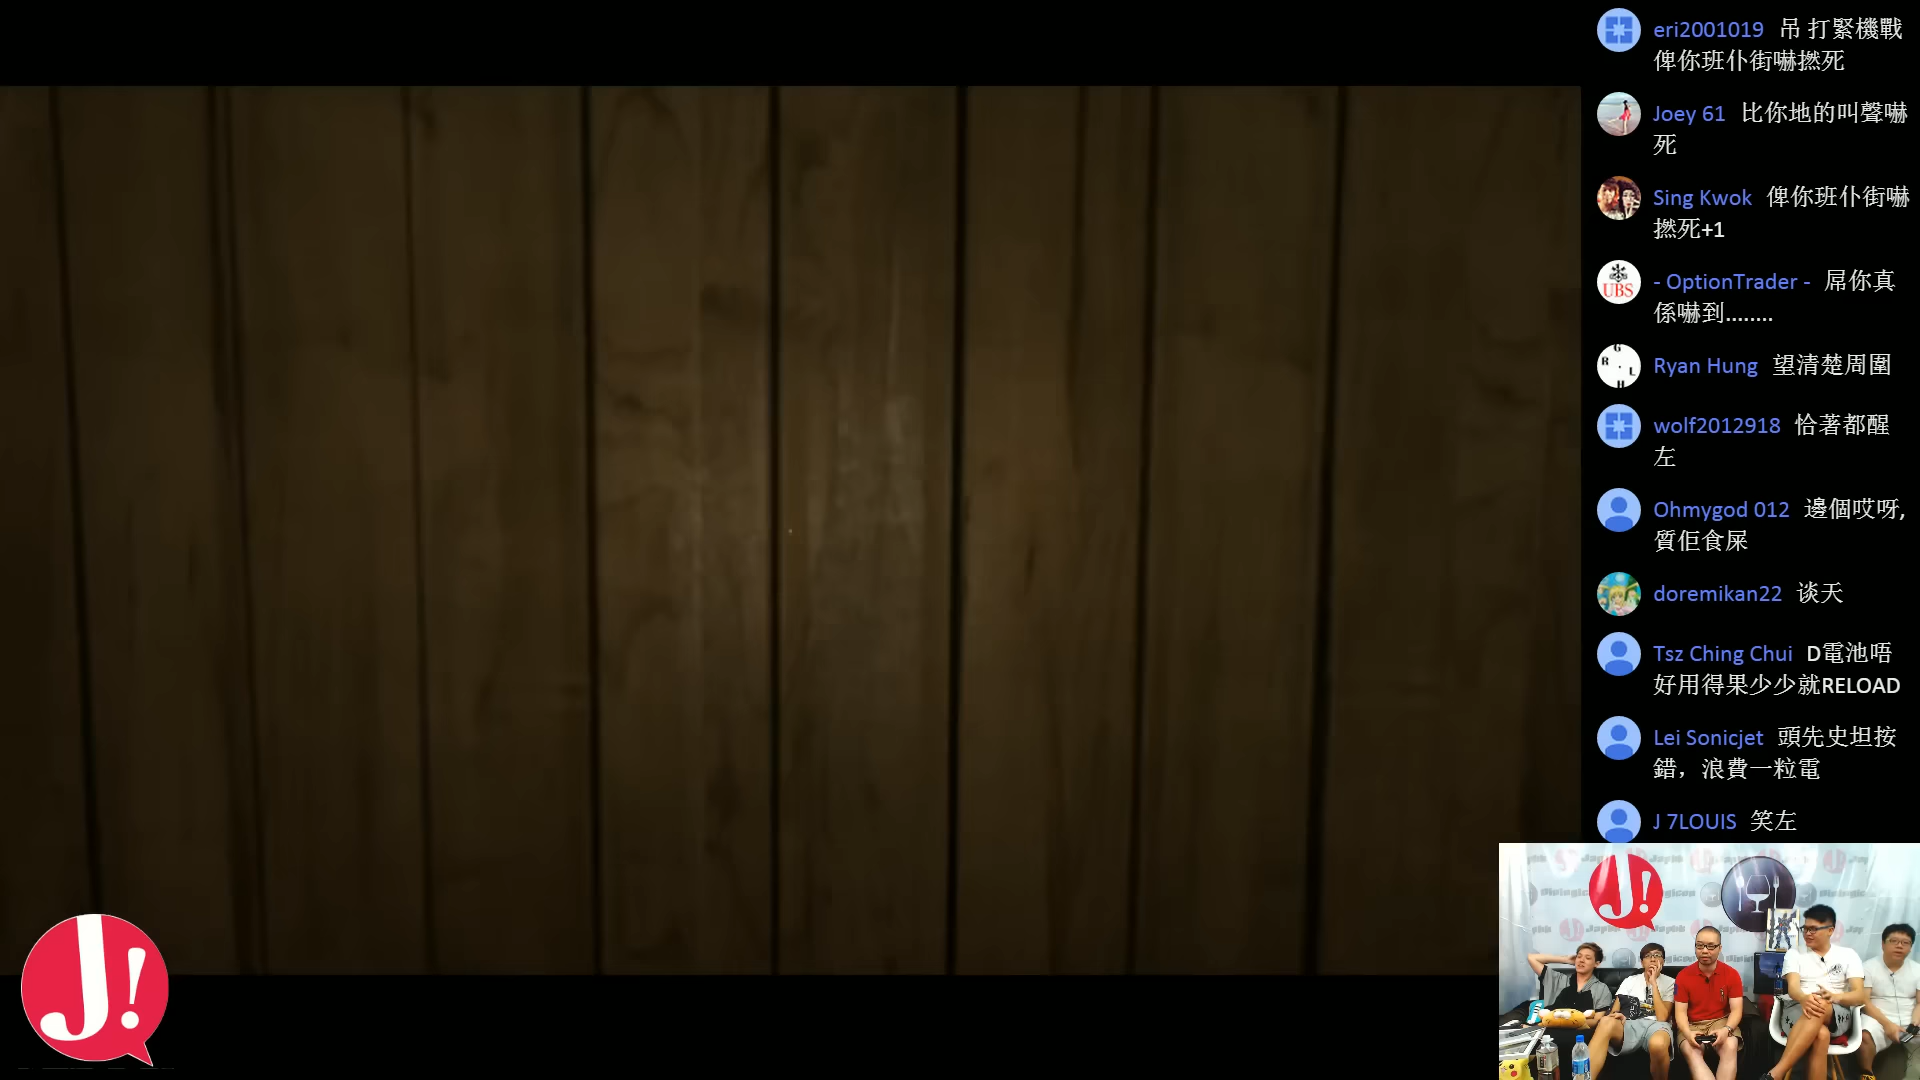 eri2001019 吊 打緊機戰
俾你班仆街嚇撚死
Joey 61 比你地的叫聲嚇
死
Sing Kwok 俾你班仆街嚇
撚死+1
UBS
- OptionTrader - 屌你真
係嚇到........
G
R L
H
Ryan Hung 望清楚周圍
wolf2012918 恰著都醒
左
Ohmygod 012 邊個哎呀,
質佢食屎
doremikan22 谈天
Tsz Ching Chui D電池唔
好用得果少少就RELOAD
Lei Sonicjet 頭先史坦按
錯，浪費一粒電
J 7LOUIS 笑左
J!
J!